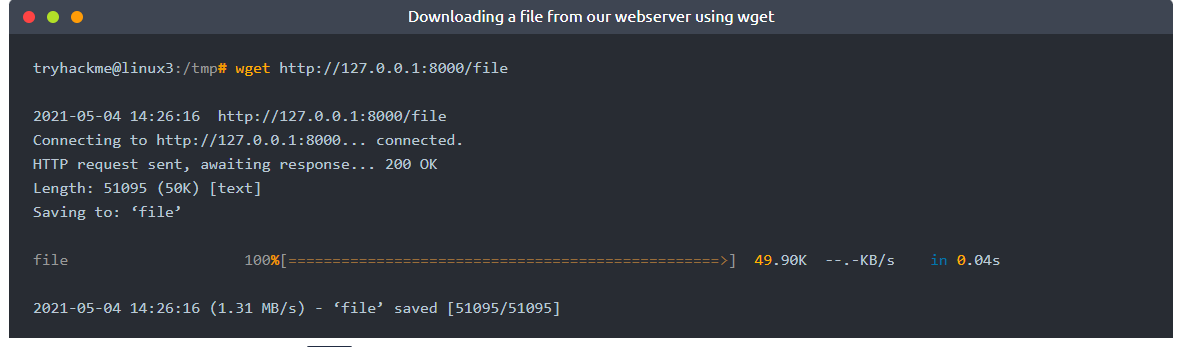 Downloading a file from our webserver using wget
tryhackme@linux3:/tmp# wget http://127.0.0.1:8000/file
2021-05-04 14:26:16  http://127.0.0.1:8000/file
Connecting to http://127.0.0.1:8000... connected.
HTTP request sent, awaiting response... 200 OK
Length: 51095 (50K) [text]
Saving to: ‘file’
file                        100%[=================================================>]  49.90K  --.-KB/s    in 0.04s
2021-05-04 14:26:16 (1.31 MB/s) - ‘file’ saved [51095/51095]